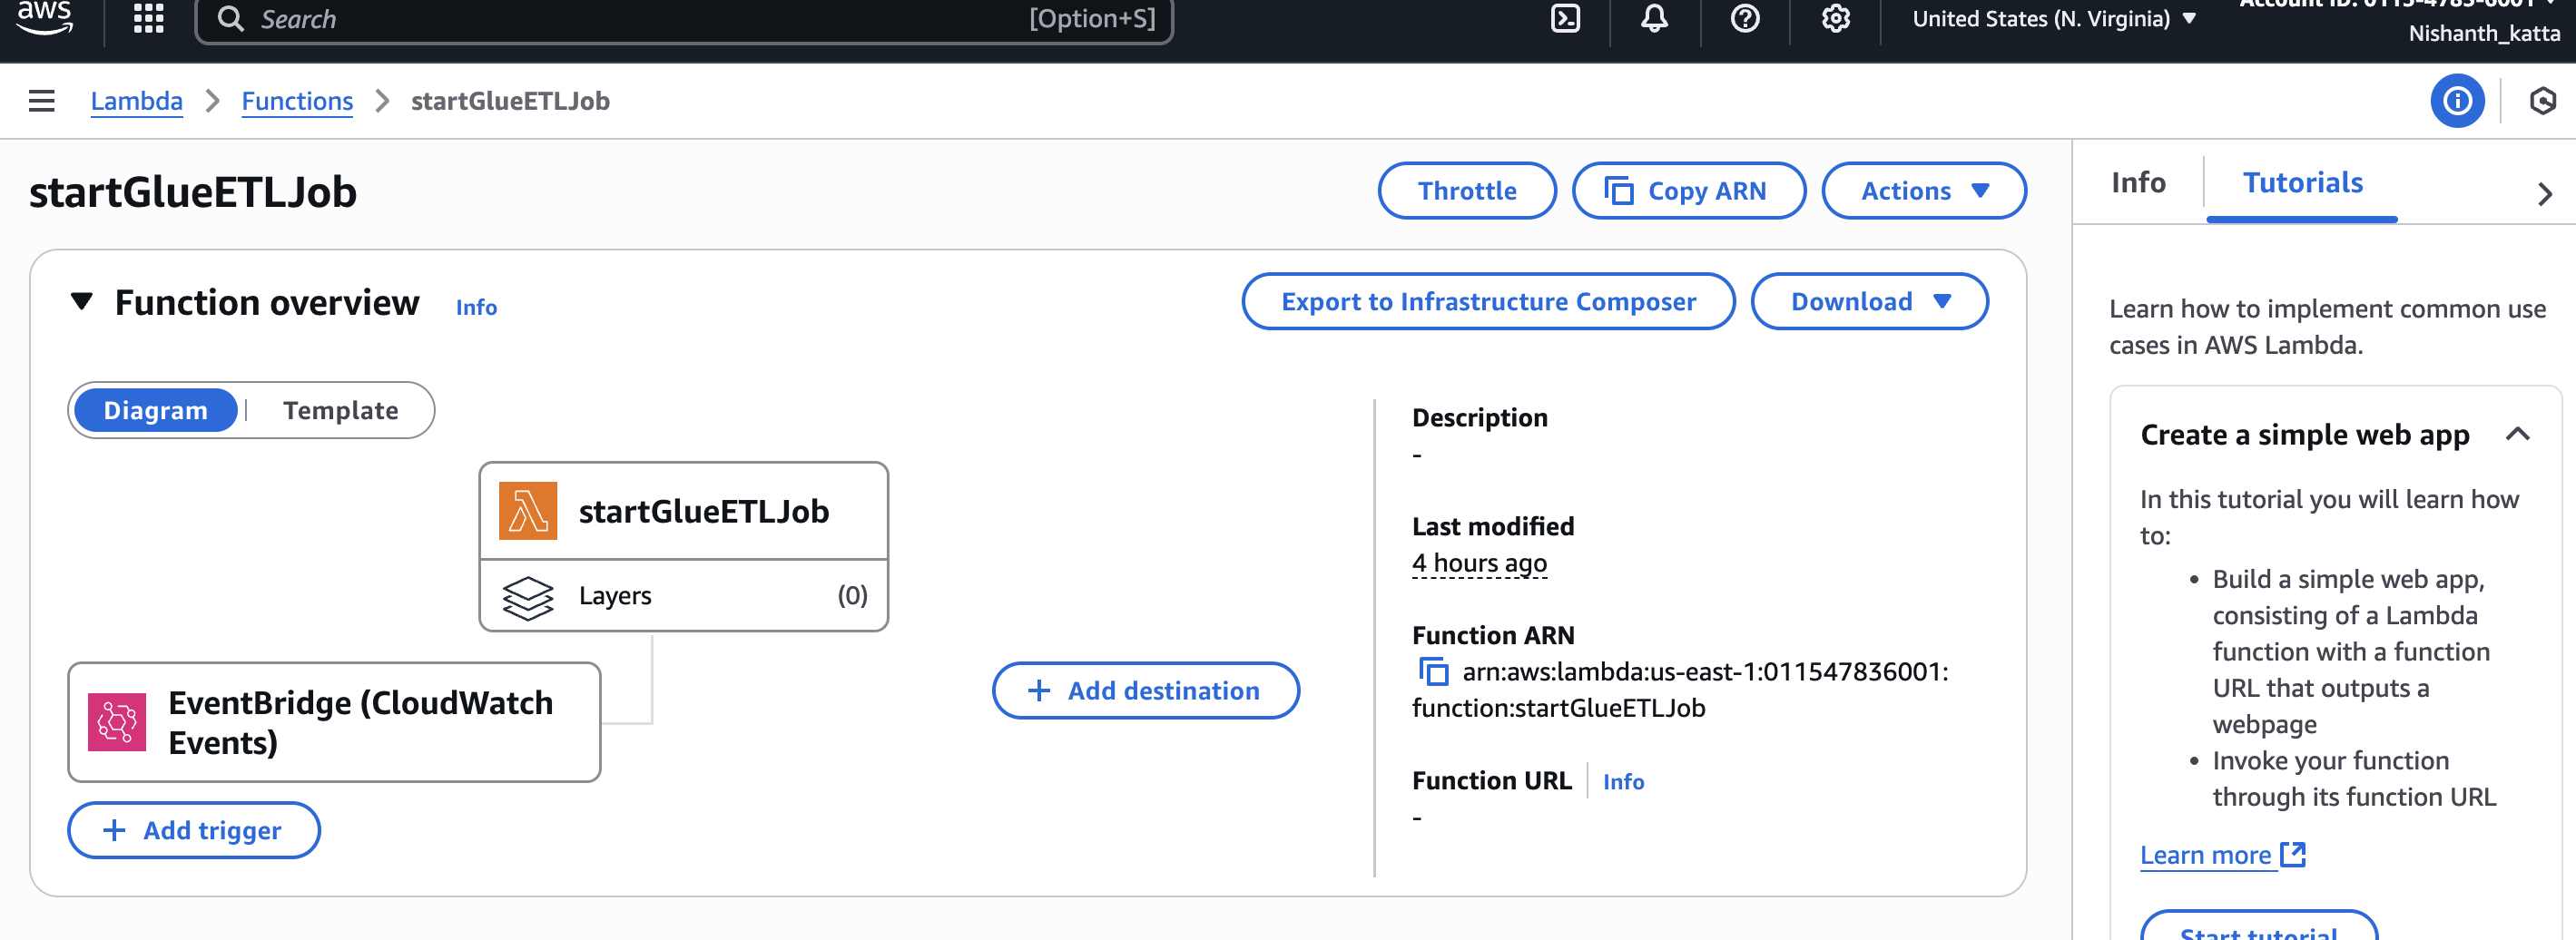 aws
Search [Option+S]
United States (N. Virginia)
Account ID: 0115-4783-6001
Nishanth_katta
Lambda > Functions > startGlueETLJob
startGlueETLJob
Throttle
Copy ARN
Actions
Function overview Info
Export to Infrastructure Composer
Download
Diagram | Template
startGlueETLJob
Layers (0)
EventBridge (CloudWatch
Events)
+ Add trigger
+ Add destination
Description
-
Last modified
4 hours ago
Function ARN
arn:aws:lambda:us-east-1:011547836001:
function:startGlueETLJob
Function URL | Info
-
Info
Tutorials
Learn how to implement common use
cases in AWS Lambda.
Create a simple web app
In this tutorial you will learn how
to:
• Build a simple web app,
consisting of a Lambda
function with a function
URL that outputs a
webpage
• Invoke your function
through its function URL
Learn more
Start tutorial